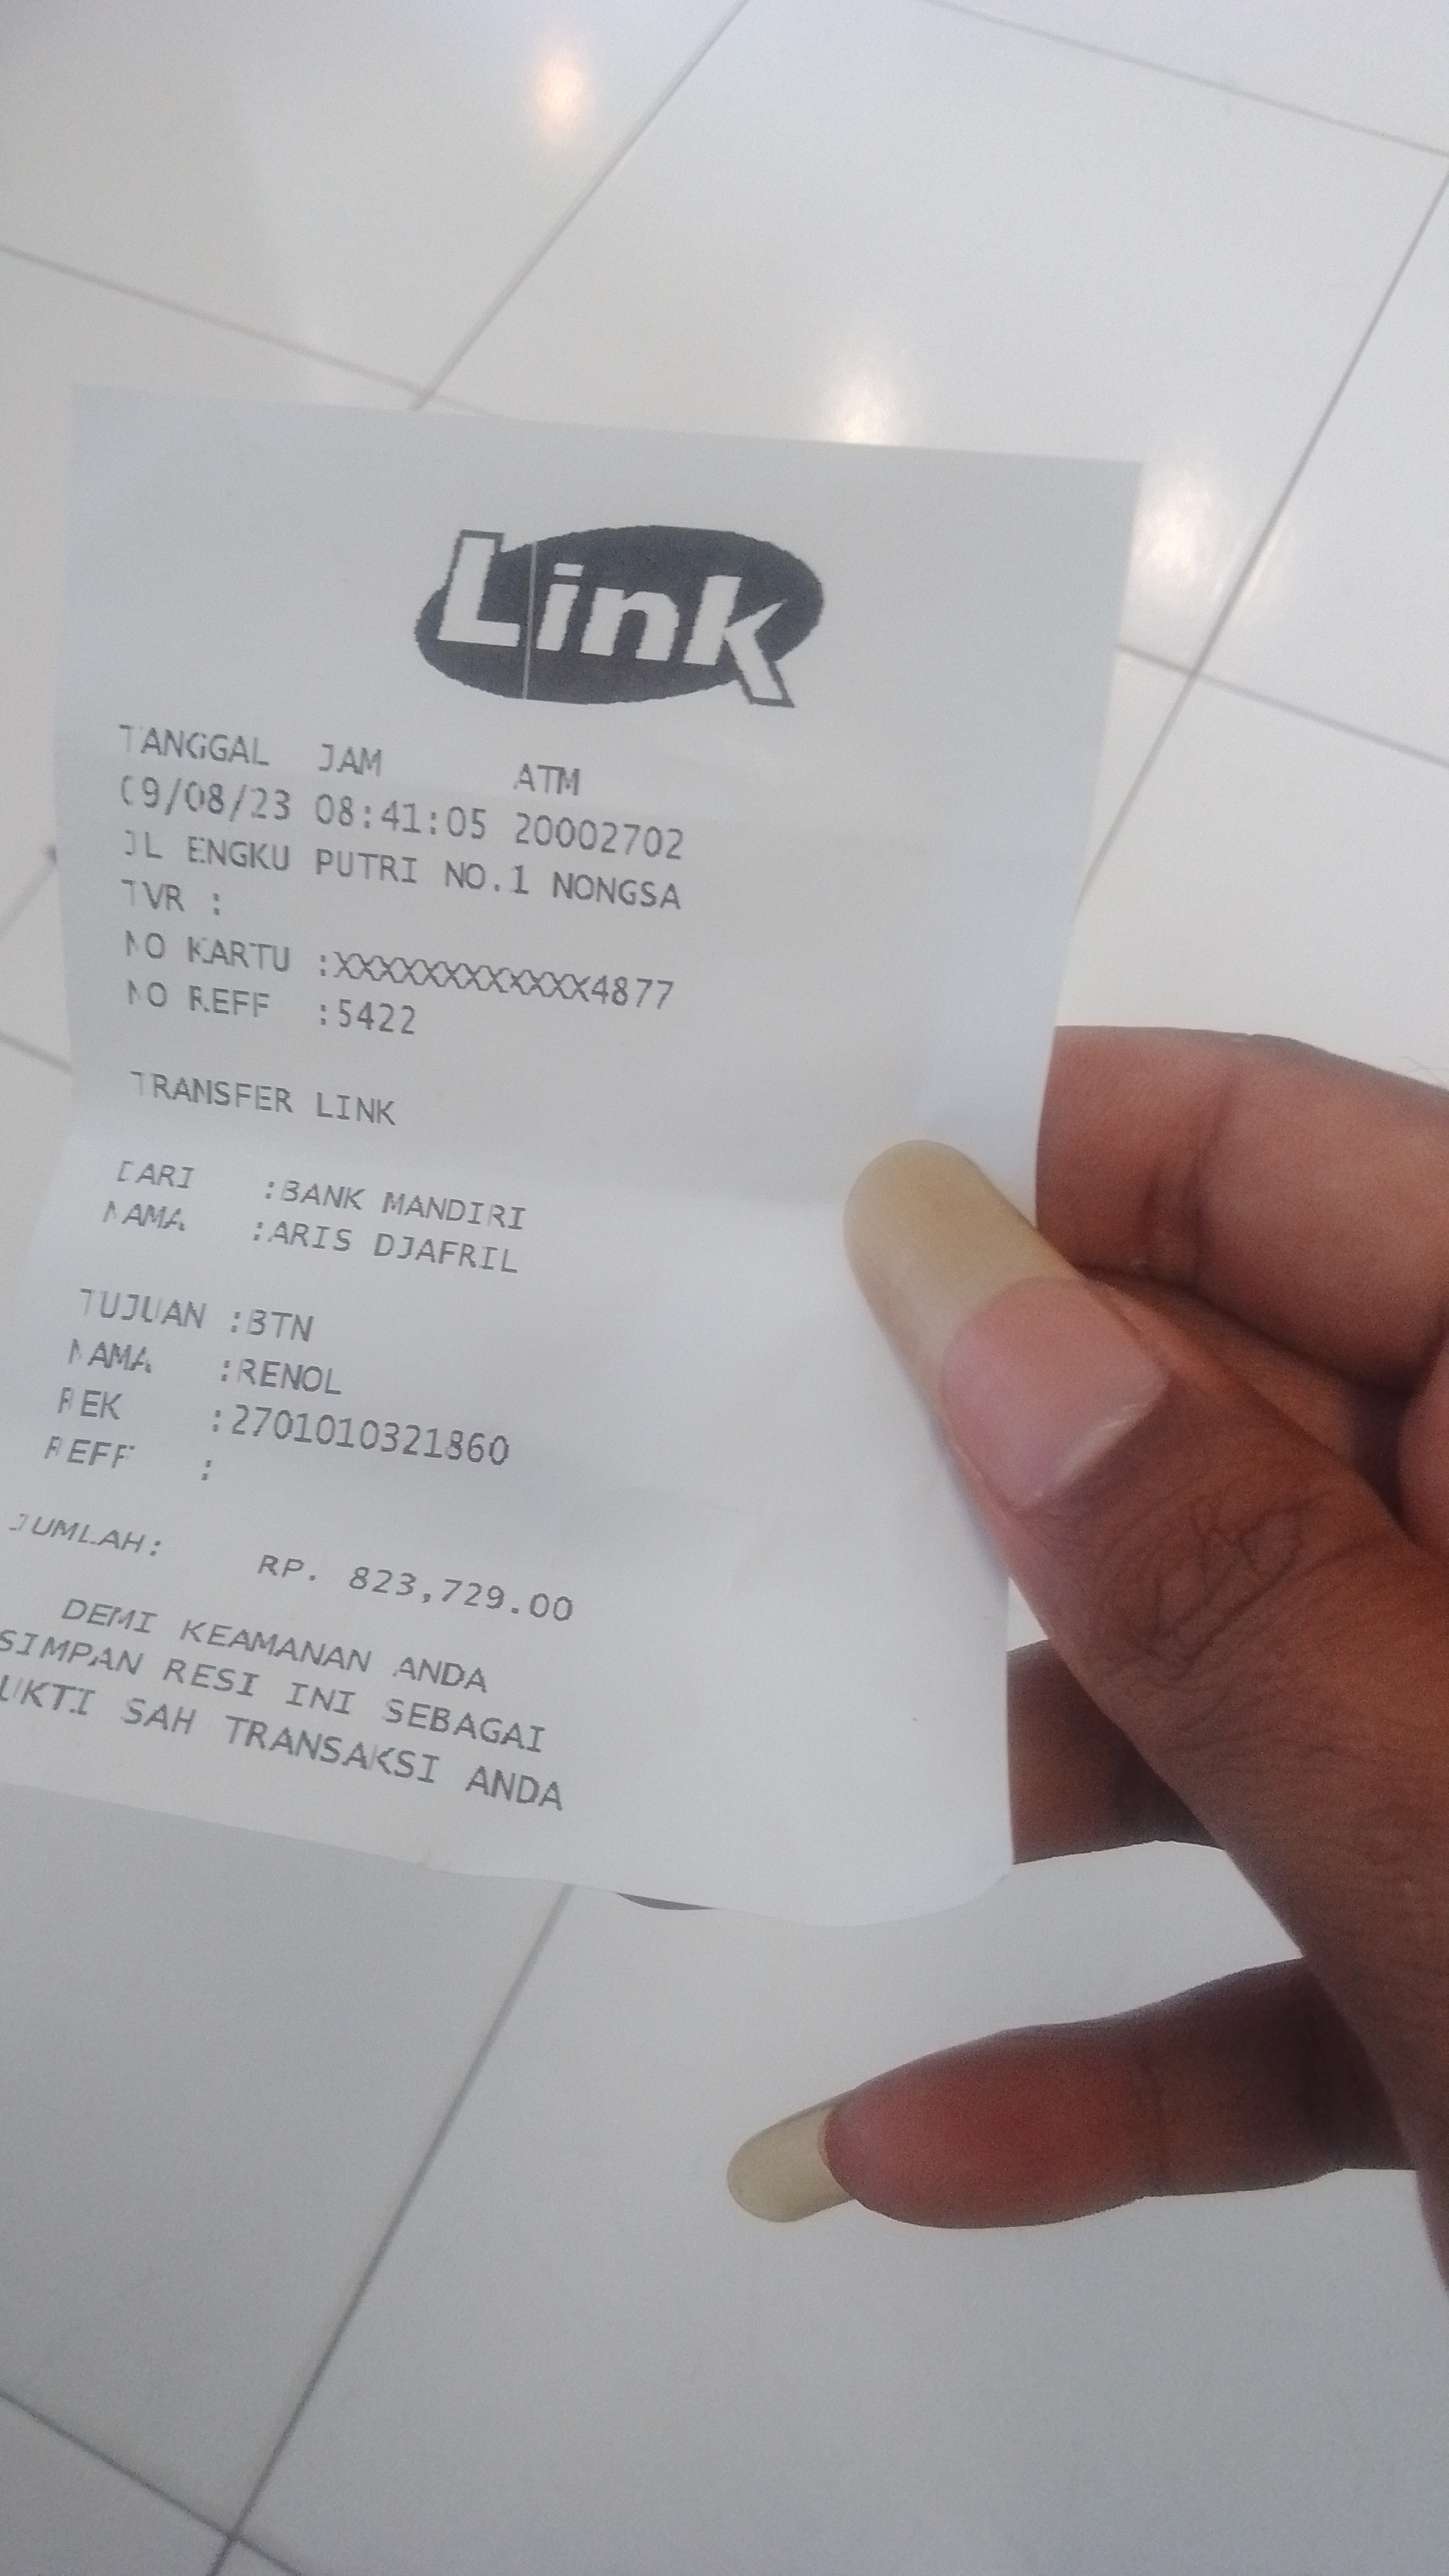 Link
TANGGAL JAM ATM
09/08/23 08:41:05 20002702
JL ENGKU PUTRI NO.1 NONGSA
TVR :
NO KARTU :XXXXXXXXXXXX4877
NO REFF :5422
TRANSFER LINK
DARI :BANK MANDIRI
NAMA :ARIS DJAFRIL
TUJUAN :BTN
NAMA :RENOL
REK :2701010321860
REFF :
JUMLAH: RP. 823,729.00
DEMI KEAMANAN ANDA
SIMPAN RESI INI SEBAGAI
BUKTI SAH TRANSAKSI ANDA